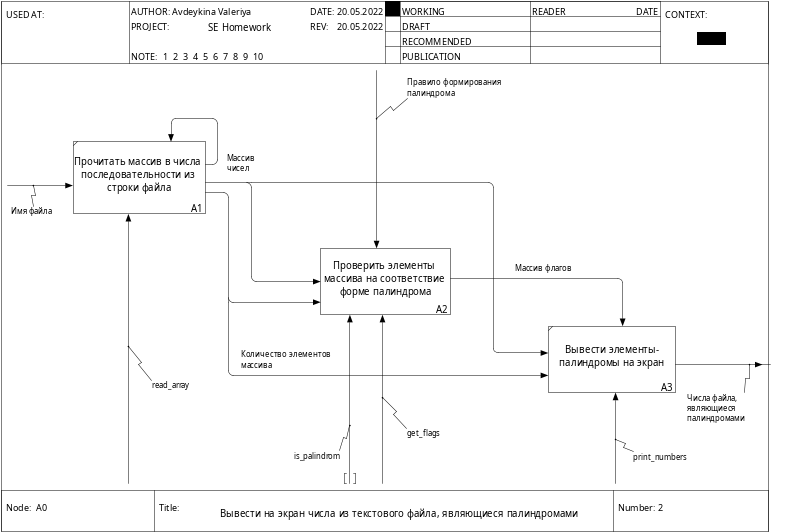 USED AT:
AUTHOR: Avdeykina Valeriya
DATE: 20.05.2022
PROJECT: SE Homework
REV: 20.05.2022
NOTE: 1 2 3 4 5 6 7 8 9 10
WORKING
DRAFT
RECOMMENDED
PUBLICATION
READER DATE
CONTEXT:
Правило формирования
палиндрома
Прочитать массив в числа
последовательности из
строки файла
A1
Массив
чисел
Имя файла
Проверить элементы
массива на соответствие
форме палиндрома
A2
Массив флагов
Вывести элементы-
палиндромы на экран
A3
Количество элементов
массива
read_array
Числа файла,
являющиеся
палиндромами
get_flags
is_palindrom
print_numbers
[ ]
Node: A0
Title: Вывести на экран числа из текстового файла, являющиеся палиндромами
Number: 2